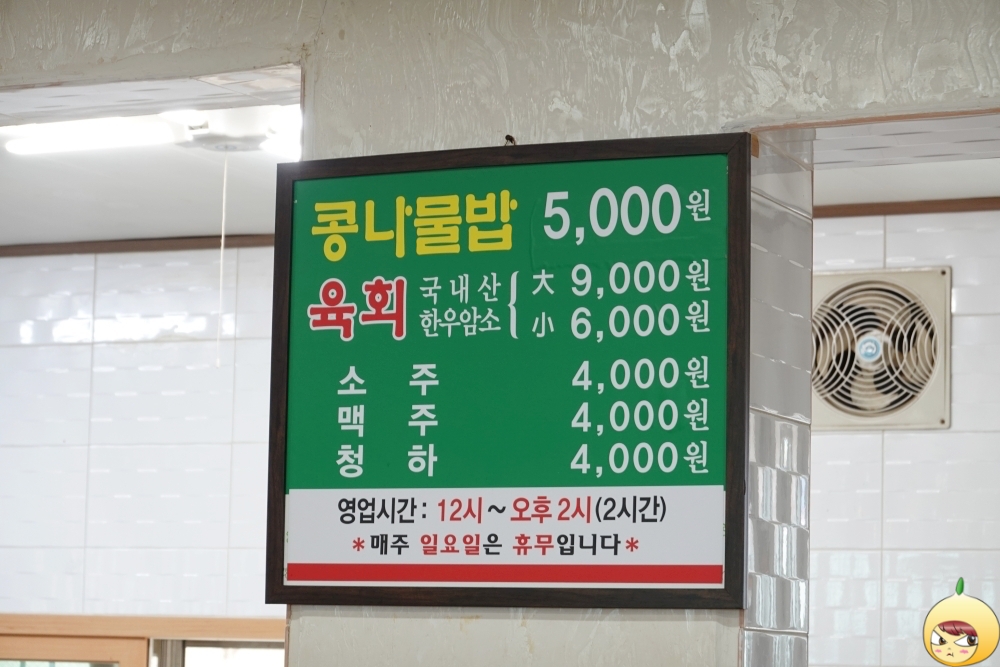 콩나물밥 5,000원
육회 국내산 한우암소 { 大 9,000원
小 6,000원
소 주 4,000원
맥 주 4,000원
청 하 4,000원
영업시간: 12시~오후 2시(2시간)
*매주 일요일은 휴무입니다*